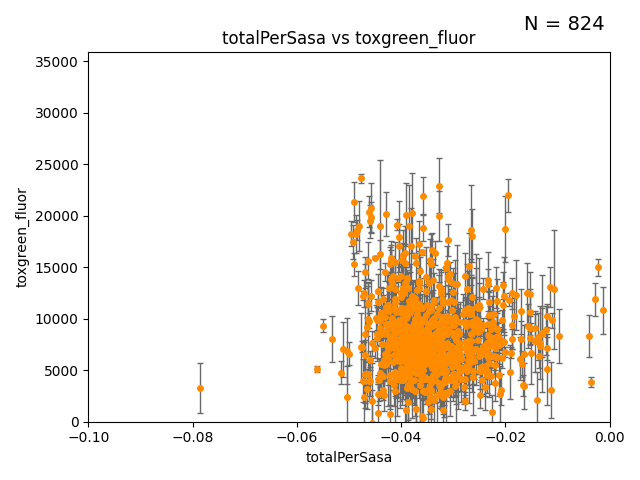 N = 824
totalPerSasa vs toxgreen_fluor
35000
30000
25000
20000
15000
10000
5000
0
toxgreen_fluor
−0.10 −0.08 −0.06 −0.04 −0.02 0.00
totalPerSasa